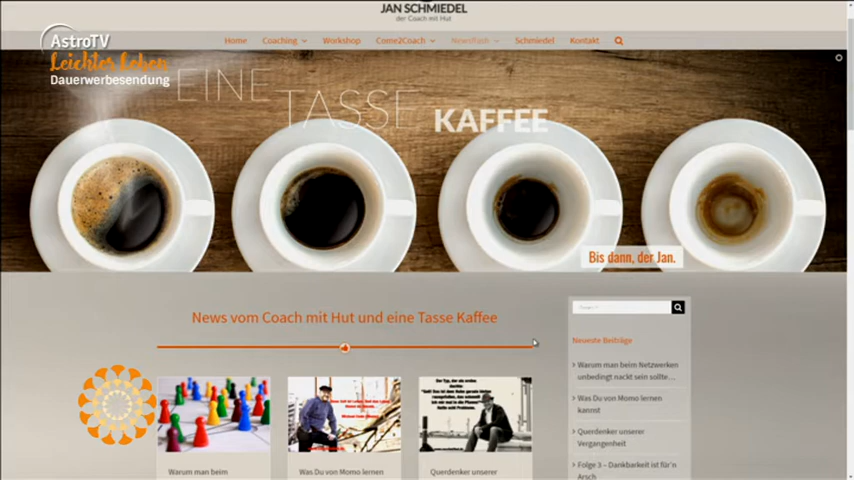 JAN SCHMIEDEL
der Coach mit Hut
Home Coaching Workshop Come2Coach Newsflash Schmiedel Kontakt
AstroTV
Leichter Leben
Dauerwerbesendung
EINE
TASSE
KAFFEE
Bis dann, der Jan.
News vom Coach mit Hut und eine Tasse Kaffee
Neueste Beiträge
Warum man beim Netzwerken
unbedingt nackt sein sollte...
Was Du von Momo lernen
kannst
Querdenker unserer
Vergangenheit
Folge 3 – Dankbarkeit ist für'n
Arsch
Warum man beim
Was Du von Momo lernen
Querdenker unserer